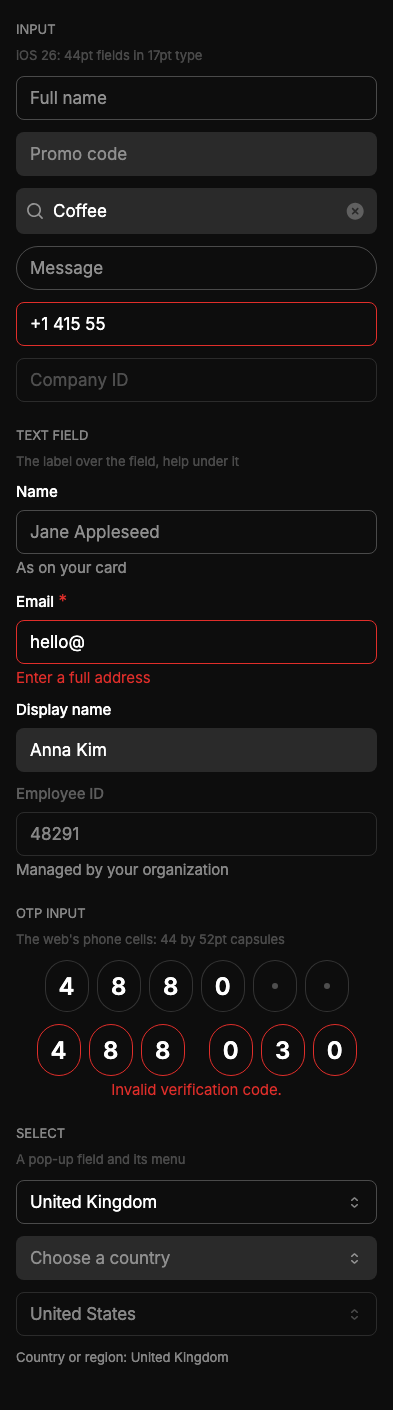 INPUT
iOS 26: 44pt fields in 17pt type
Full name
Promo code
Coffee
Message
+1 415 55
Company ID
TEXT FIELD
The label over the field, help under it
Name
Jane Appleseed
As on your card
Email *
hello@
Enter a full address
Display name
Anna Kim
Employee ID
48291
Managed by your organization
OTP INPUT
The web's phone cells: 44 by 52pt capsules
4 8 8 0 • •
4 8 8 0 3 0
Invalid verification code.
SELECT
A pop-up field and its menu
United Kingdom
Choose a country
United States
Country or region: United Kingdom